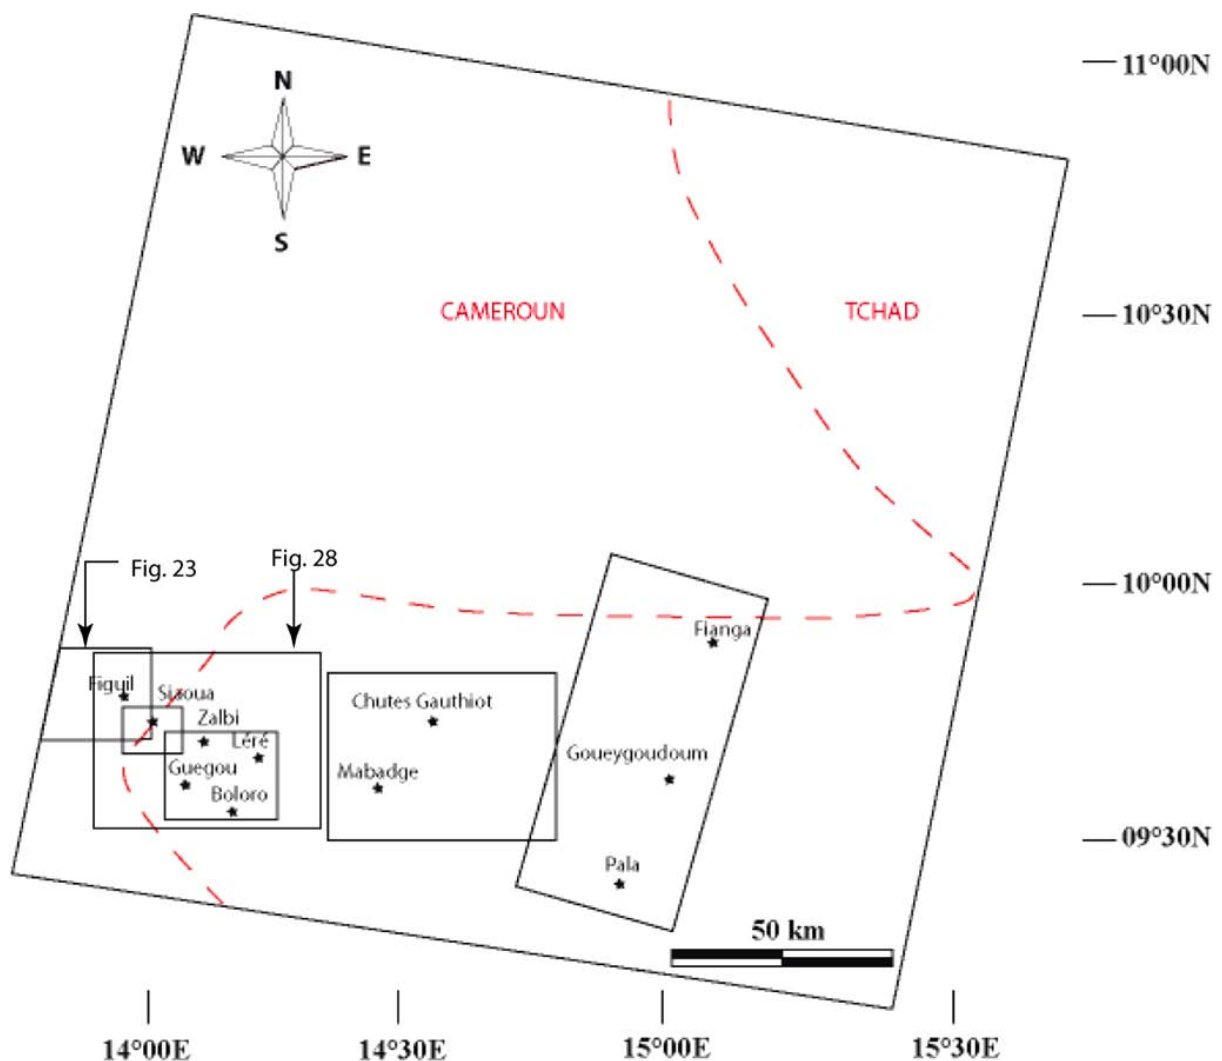 11°00N
N
W
E
S
10°30N
CAMEROUN
TCHAD
Fig. 23
Fig. 28
10°00N
Fianga
Figuil
Siaoua
Chutes Gauthiot
Zalbi
Léré
Goueygoudoum
Guegou
Mabadge
Boloro
09°30N
Pala
50 km
14°00E
14°30E
15°00E
15°30E